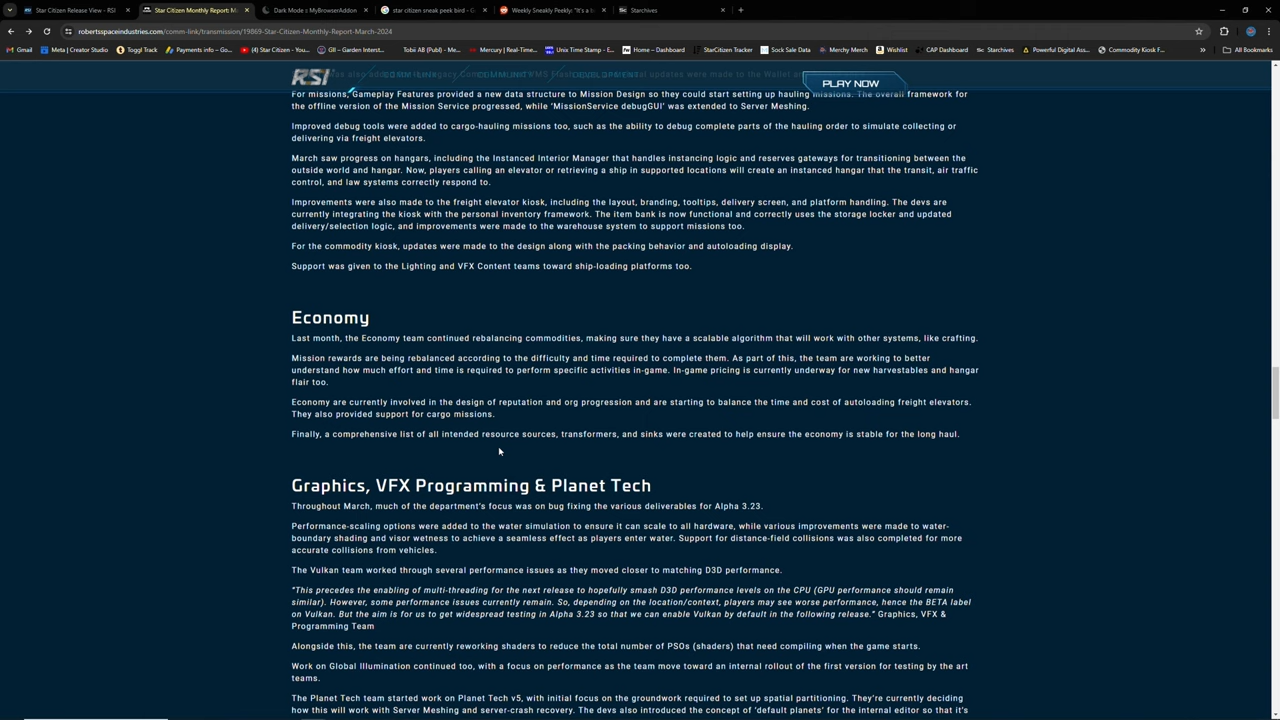 Star Citizen Release View - RSI
Star Citizen Monthly Report: M
Dark Mode :: MyBrowserAddon
star citizen sneak peek bird - G
Weekly Sneakly Peekly: "It's a b
Starchives
robertsspaceindustries.com/comm-link/transmission/19869-Star-Citizen-Monthly-Report-March-2024
Gmail
Meta | Creator Studio
Toggl Track
Payments info – Go...
(4) Star Citizen - You...
GII – Garden Intent...
Tobii AB (Publ) - Me...
Mercury | Real-Time...
Unix Time Stamp - E...
Home – Dashboard
StarCitizen Tracker
Sock Sale Data
Merchy Merch
Wishlist
CAP Dashboard
Starchives
Powerful Digital Ass...
Commodity Kiosk F...
All Bookmarks
RSI
COMM-LINK
COMMUNITY
DEVELOPMENT
PLAY NOW
For missions, Gameplay Features provided a new data structure to Mission Design so they could start setting up hauling missions. The overall framework for
the offline version of the Mission Service progressed, while 'MissionService debugGUI' was extended to Server Meshing.
Improved debug tools were added to cargo-hauling missions too, such as the ability to debug complete parts of the hauling order to simulate collecting or
delivering via freight elevators.
March saw progress on hangars, including the Instanced Interior Manager that handles instancing logic and reserves gateways for transitioning between the
outside world and hangar. Now, players calling an elevator or retrieving a ship in supported locations will create an instanced hangar that the transit, air traffic
control, and law systems correctly respond to.
Improvements were also made to the freight elevator kiosk, including the layout, branding, tooltips, delivery screen, and platform handling. The devs are
currently integrating the kiosk with the personal inventory framework. The item bank is now functional and correctly uses the storage locker and updated
delivery/selection logic, and improvements were made to the warehouse system to support missions too.
For the commodity kiosk, updates were made to the design along with the packing behavior and autoloading display.
Support was given to the Lighting and VFX Content teams toward ship-loading platforms too.
Economy
Last month, the Economy team continued rebalancing commodities, making sure they have a scalable algorithm that will work with other systems, like crafting.
Mission rewards are being rebalanced according to the difficulty and time required to complete them. As part of this, the team are working to better
understand how much effort and time is required to perform specific activities in-game. In-game pricing is currently underway for new harvestables and hangar
flair too.
Economy are currently involved in the design of reputation and org progression and are starting to balance the time and cost of autoloading freight elevators.
They also provided support for cargo missions.
Finally, a comprehensive list of all intended resource sources, transformers, and sinks were created to help ensure the economy is stable for the long haul.
Graphics, VFX Programming & Planet Tech
Throughout March, much of the department's focus was on bug fixing the various deliverables for Alpha 3.23.
Performance-scaling options were added to the water simulation to ensure it can scale to all hardware, while various improvements were made to water-
boundary shading and visor wetness to achieve a seamless effect as players enter water. Support for distance-field collisions was also completed for more
accurate collisions from vehicles.
The Vulkan team worked through several performance issues as they moved closer to matching D3D performance.
"This precedes the enabling of multi-threading for the next release to hopefully smash D3D performance levels on the CPU (GPU performance should remain
similar). However, some performance issues currently remain. So, depending on the location/context, players may see worse performance, hence the BETA label
on Vulkan. But the aim is for us to get widespread testing in Alpha 3.23 so that we can enable Vulkan by default in the following release." Graphics, VFX &
Programming Team
Alongside this, the team are currently reworking shaders to reduce the total number of PSOs (shaders) that need compiling when the game starts.
Work on Global Illumination continued too, with a focus on performance as the team move toward an internal rollout of the first version for testing by the art
teams.
The Planet Tech team started work on Planet Tech v5, with initial focus on the groundwork required to set up spatial partitioning. They're currently deciding
how this will work with Server Meshing and server-crash recovery. The devs also introduced the concept of 'default planets' for the internal editor so that it's